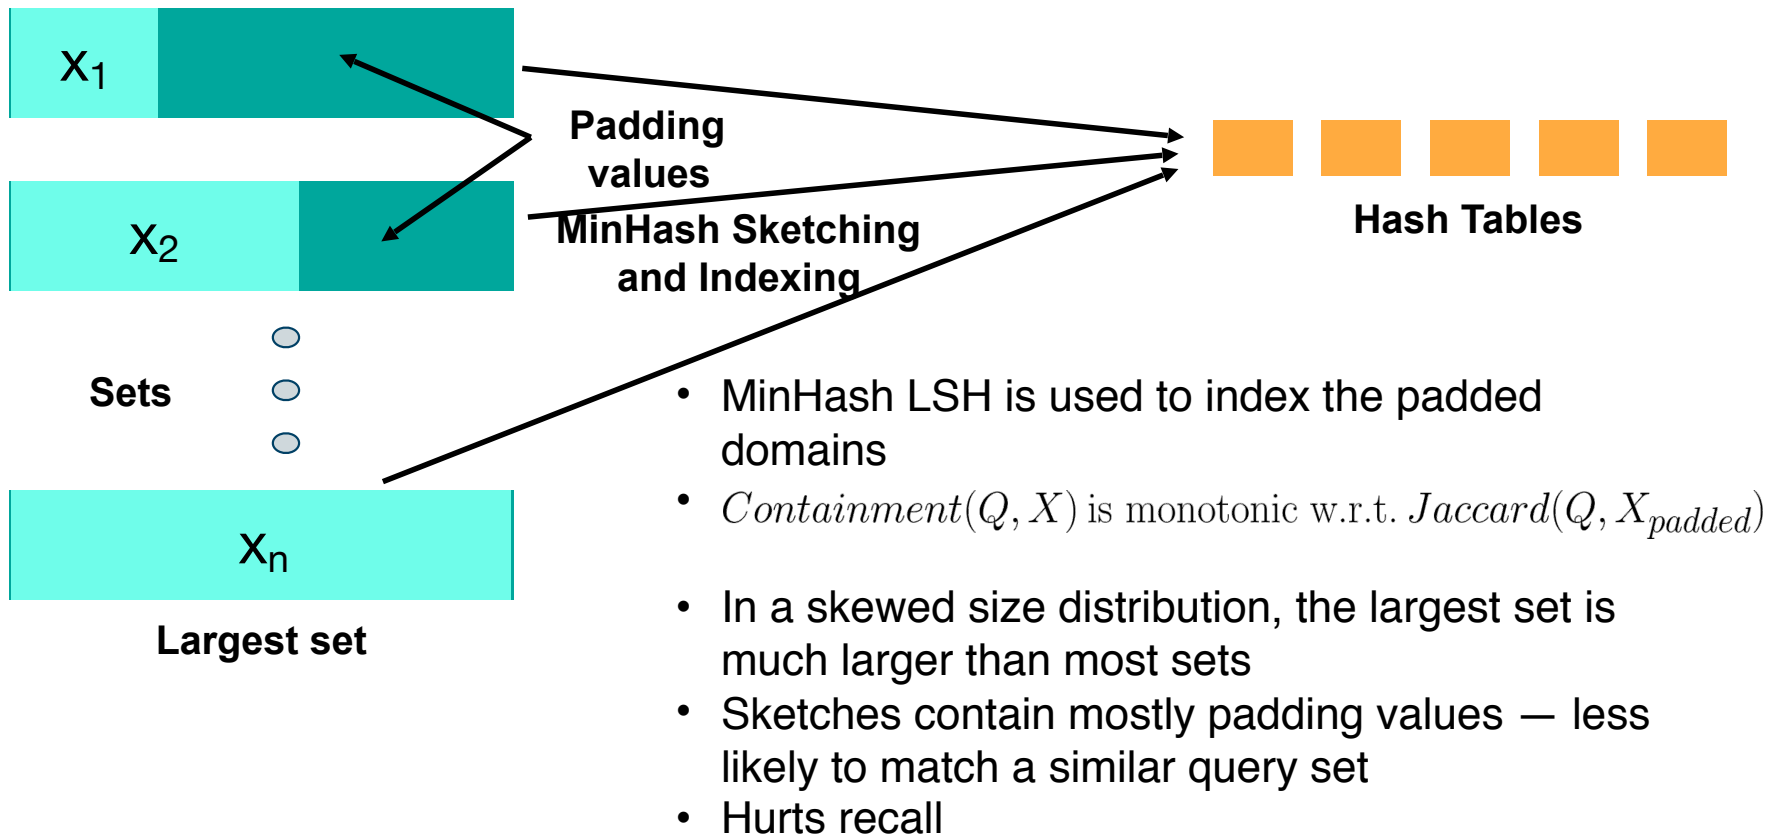 x1
Padding
values
x2
MinHash Sketching
and Indexing
Hash Tables
Sets
xn
Largest set
• MinHash LSH is used to index the padded
domains
• Containment(Q, X) is monotonic w.r.t. Jaccard(Q, X_padded)
• In a skewed size distribution, the largest set is
much larger than most sets
• Sketches contain mostly padding values — less
likely to match a similar query set
• Hurts recall